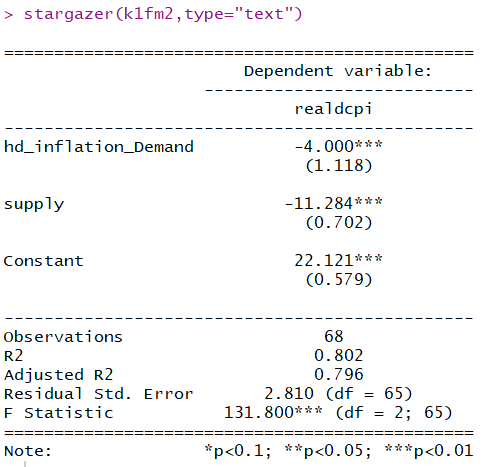 > stargazer(k1fm2,type="text")
===============================================
Dependent variable:
---------------------------
realdcpi
-----------------------------------------------
hd_inflation_Demand -4.000***
(1.118)
supply -11.284***
(0.702)
Constant 22.121***
(0.579)
-----------------------------------------------
Observations 68
R2 0.802
Adjusted R2 0.796
Residual Std. Error 2.810 (df = 65)
F Statistic 131.800*** (df = 2; 65)
===============================================
Note: *p<0.1; **p<0.05; ***p<0.01